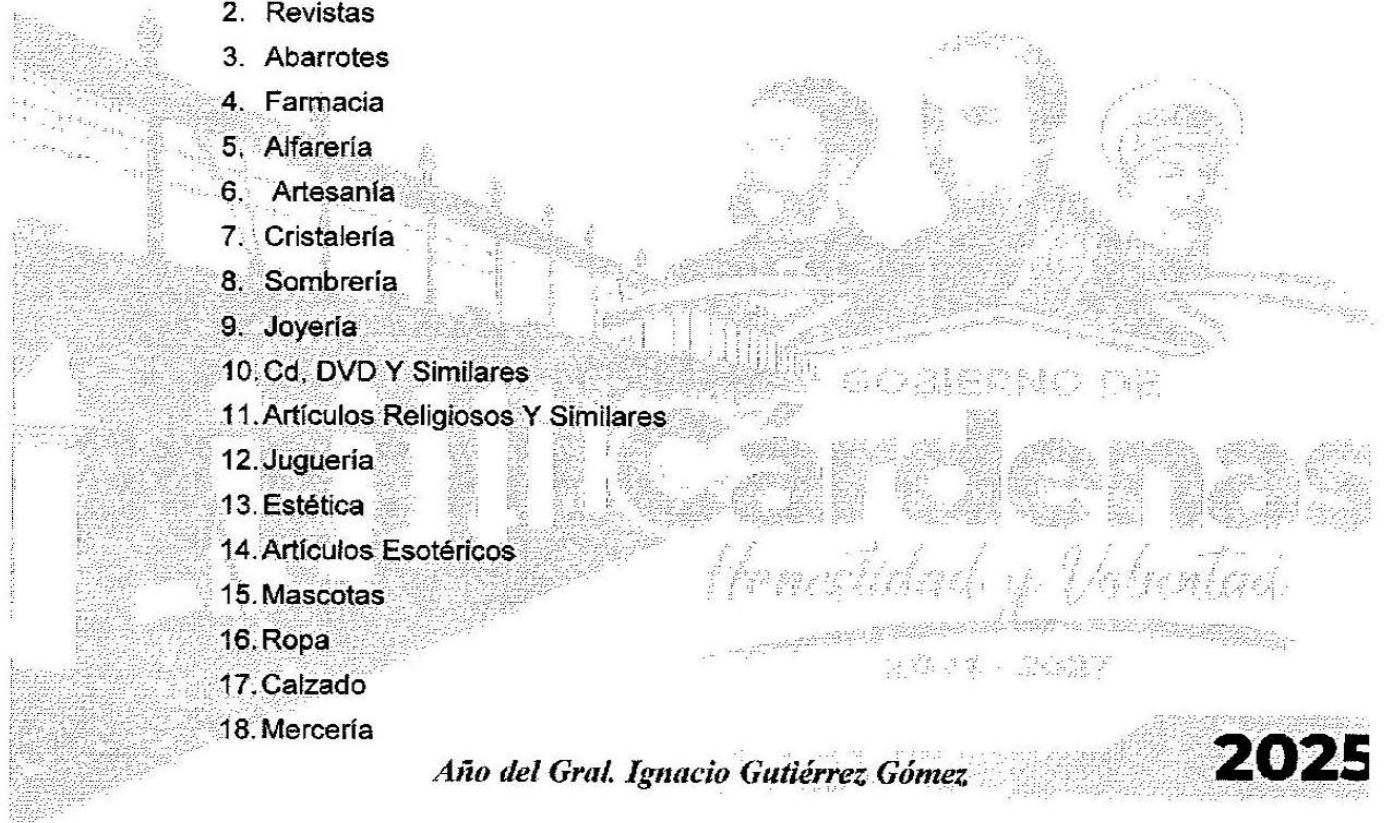 2. Revistas
3. Abarrotes
4. Farmacia
5. Alfarería
6. Artesanía
7. Cristalería
8. Sombrería
9. Joyería
10. Cd, DVD Y Similares
11. Artículos Religiosos Y Similares
12. Juguería
13. Estética
14. Artículos Esotéricos
15. Mascotas
16. Ropa
17. Calzado
18. Mercería
GOBIERNO DE
Cárdenas
Honestidad y Voluntad
Año del Gral. Ignacio Gutiérrez Gómez
2025